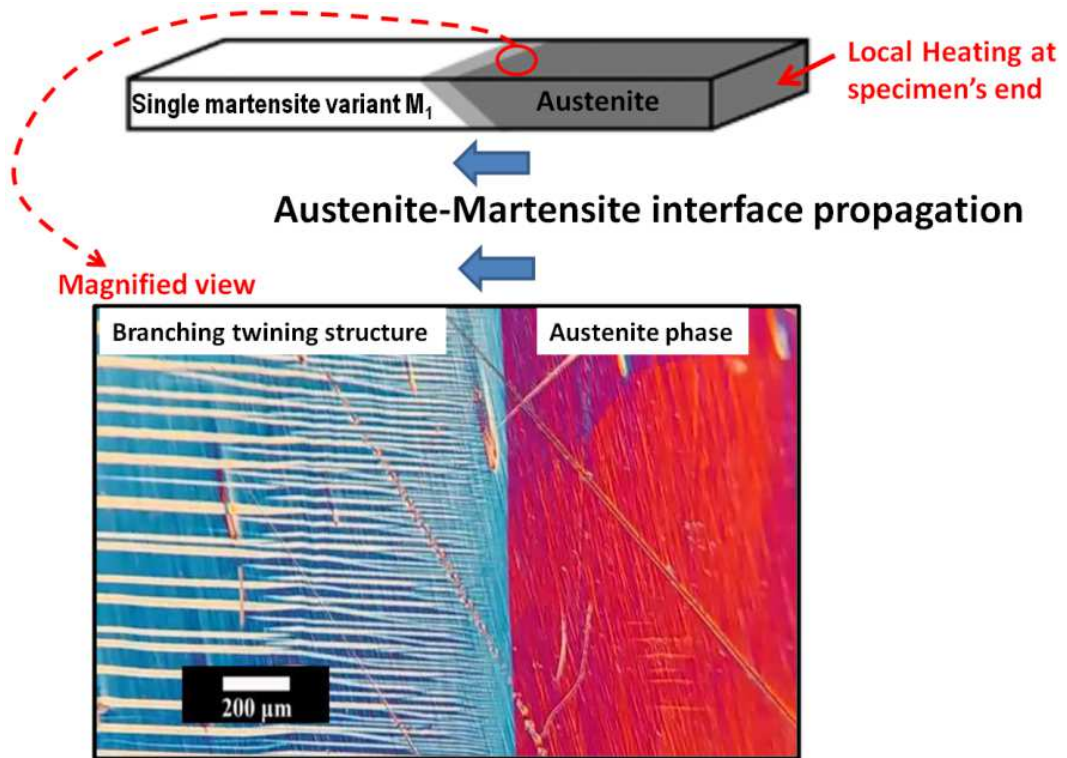 Local Heating at
specimen's end
Single martensite variant M₁
Austenite
Austenite-Martensite interface propagation
Magnified view
Branching twining structure
Austenite phase
200 μm